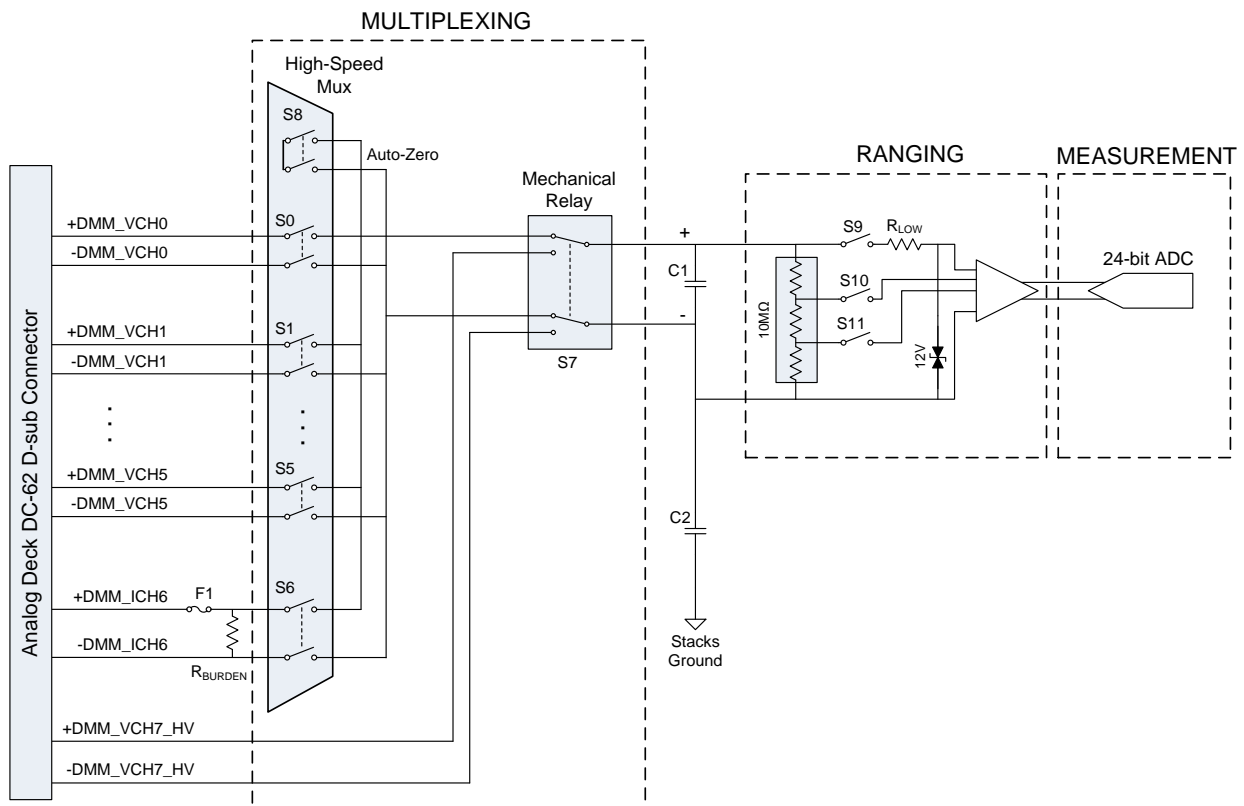 MULTIPLEXING
High-Speed
Mux
S8
Auto-Zero
RANGING
MEASUREMENT
Mechanical
Relay
Analog Deck DC-62 D-sub Connector
+DMM_VCH0
-DMM_VCH0
S0
+
C1
-
S9
RLOW
S10
S11
10MΩ
12V
24-bit ADC
+DMM_VCH1
-DMM_VCH1
S1
S7
+DMM_VCH5
-DMM_VCH5
S5
C2
+DMM_ICH6
-DMM_ICH6
F1
S6
RBURDEN
Stacks
Ground
+DMM_VCH7_HV
-DMM_VCH7_HV